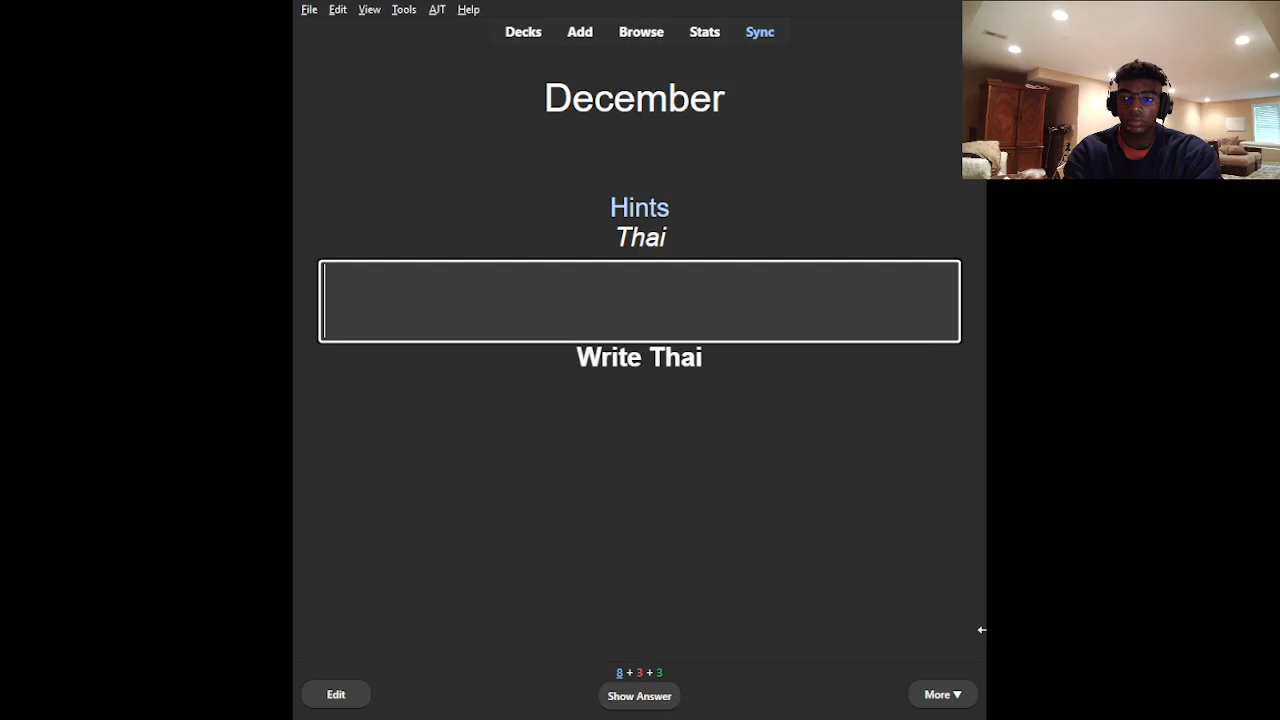 File Edit View Tools AJT Help
Decks Add Browse Stats Sync
December
Hints
Thai
Write Thai
8 + 3 + 3
Edit Show Answer More ▼